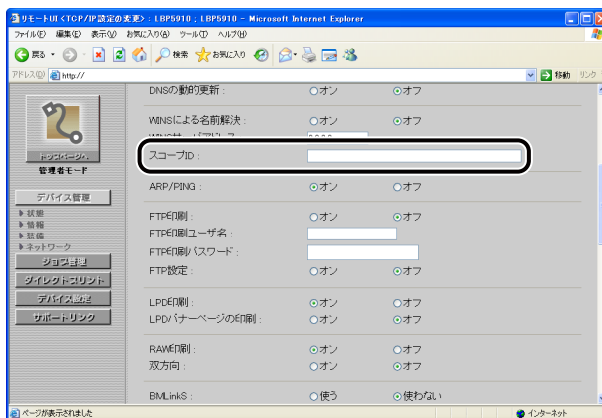 リモートUI <TCP/IP設定の変更> : LBP5910 ; LBP5910 - Microsoft Internet Explorer
ファイル(F) 編集(E) 表示(V) お気に入り(A) ツール(T) ヘルプ(H)
戻る 検索 お気に入り
アドレス(D) http:// 移動 リンク
DNSの動的更新 : オン オフ
WINSによる名前解決 : オン オフ
スコープID :
トップページへ
管理者モード
ARP/PING : オン オフ
デバイス管理
状態
情報
ネットワーク
ジョブ管理
ダイレクトプリント
デバイス設定
サポートリンク
FTP印刷 : オン オフ
FTP印刷ユーザ名 :
FTP印刷パスワード :
FTP設定 : オン オフ
LPD印刷 : オン オフ
LPDバナーページの印刷 : オン オフ
RAW印刷 : オン オフ
双方向 : オン オフ
BMLinkS : 使う 使わない
ページが表示されました インターネット